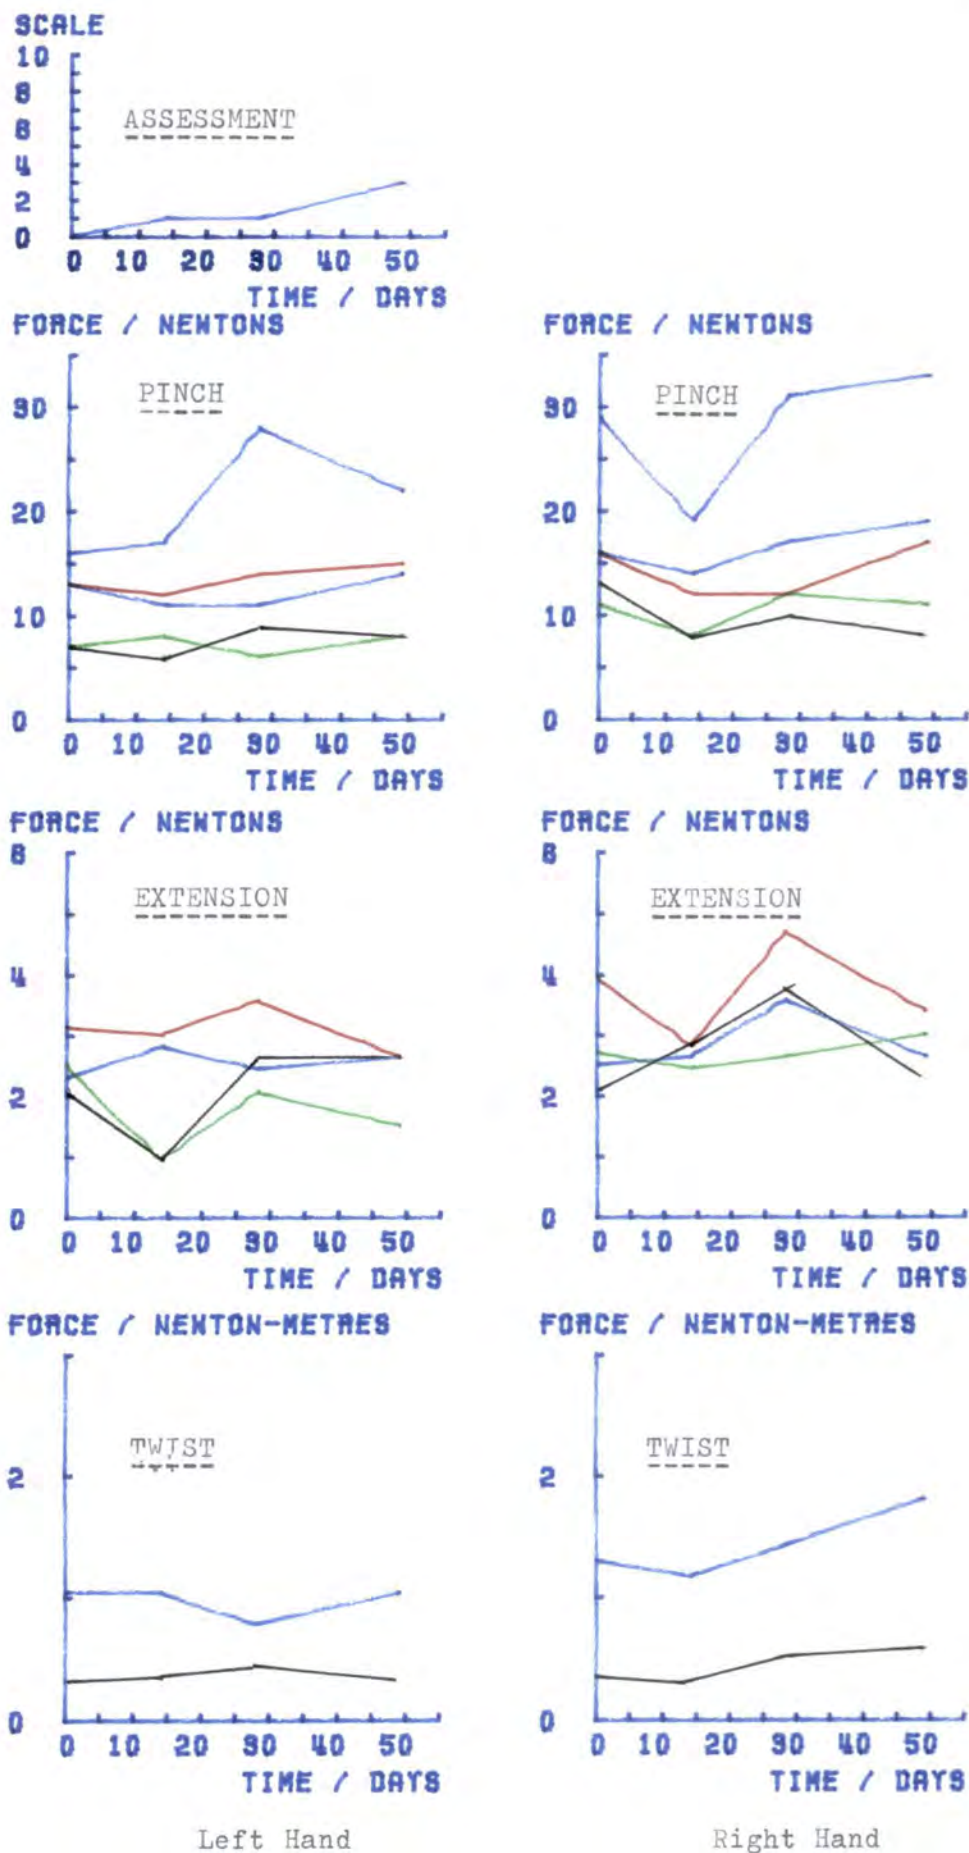 SCALE
10
8
6
4
2
0
ASSESSMENT
0 10 20 30 40 50
TIME / DAYS
FORCE / NEWTONS
PINCH
30
20
10
0
0 10 20 30 40 50
TIME / DAYS
FORCE / NEWTONS
PINCH
30
20
10
0
0 10 20 30 40 50
TIME / DAYS
FORCE / NEWTONS
6
EXTENSION
4
2
0
0 10 20 30 40 50
TIME / DAYS
FORCE / NEWTONS
6
EXTENSION
4
2
0
0 10 20 30 40 50
TIME / DAYS
FORCE / NEWTON-METRES
TWIST
2
0
0 10 20 30 40 50
TIME / DAYS
FORCE / NEWTON-METRES
TWIST
2
0
0 10 20 30 40 50
TIME / DAYS
Left Hand
Right Hand